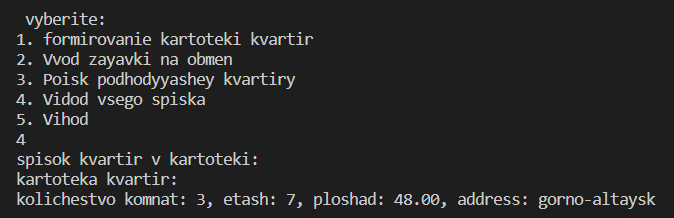 vyberite:
1. formirovanie kartoteki kvartir
2. Vvod zayavki na obmen
3. Poisk podhodyyashey kvartiry
4. Vidod vsego spiska
5. Vihod
4
spisok kvartir v kartoteki:
kartoteka kvartir:
kolichestvo komnat: 3, etash: 7, ploshad: 48.00, address: gorno-altaysk